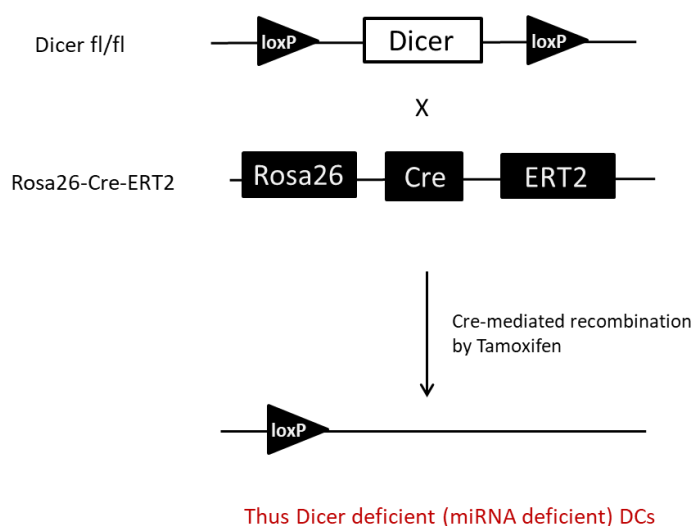 Dicer fl/fl
loxP Dicer loxP
X
Rosa26-Cre-ERT2
Rosa26 Cre ERT2
Cre-mediated recombination
by Tamoxifen
loxP
Thus Dicer deficient (miRNA deficient) DCs